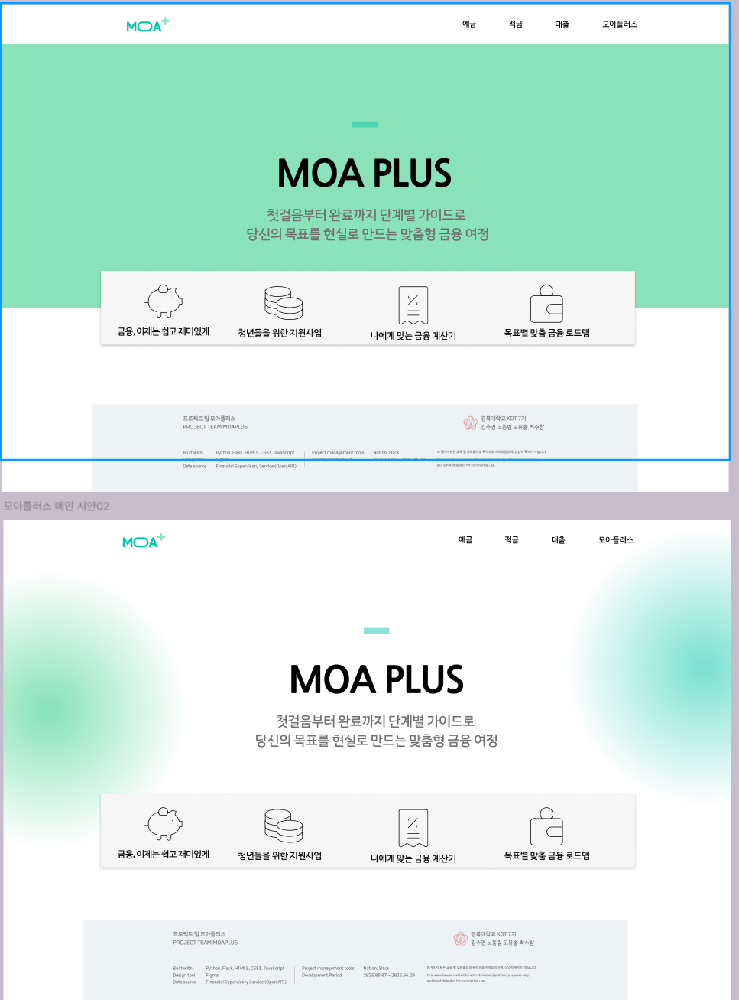 MOA+
예금 적금 대출 모아플러스
MOA PLUS
첫걸음부터 완료까지 단계별 가이드로
당신의 목표를 현실로 만드는 맞춤형 금융 여정
금융, 이제는 쉽고 재미있게
청년들을 위한 지원사업
나에게 맞는 금융 계산기
목표별 맞춤 금융 로드맵
프로젝트 팀 모아플러스
PROJECT TEAM MOAPLUS
경북대학교 KDT 7기
김수연 노등림 오유솔 최수창
Built with Python, Flask, HTML5, CSS3, JavaScript
Design tool Figma
Data source Financial Supervisory Service (Open API)
Project management tools Notion, Slack
Development Period 2025.05.07 - 2025.06.20
이 웹사이트는 교육 및 포트폴리오 목적으로 제작되었으며, 상업적 목적이 아닙니다.
and is not intended for commercial use.
모아플러스 메인 시안02
MOA+
예금 적금 대출 모아플러스
MOA PLUS
첫걸음부터 완료까지 단계별 가이드로
당신의 목표를 현실로 만드는 맞춤형 금융 여정
금융, 이제는 쉽고 재미있게
청년들을 위한 지원사업
나에게 맞는 금융 계산기
목표별 맞춤 금융 로드맵
프로젝트 팀 모아플러스
PROJECT TEAM MOAPLUS
경북대학교 KDT 7기
김수연 노등림 오유솔 최수창
Built with Python, Flask, HTML5, CSS3, JavaScript
Design tool Figma
Data source Financial Supervisory Service (Open API)
Project management tools Notion, Slack
Development Period 2025.05.07 - 2025.06.20
이 웹사이트는 교육 및 포트폴리오 목적으로 제작되었으며, 상업적 목적이 아닙니다.
This website was created for educational and portfolio purposes only,
and is not intended for commercial use.